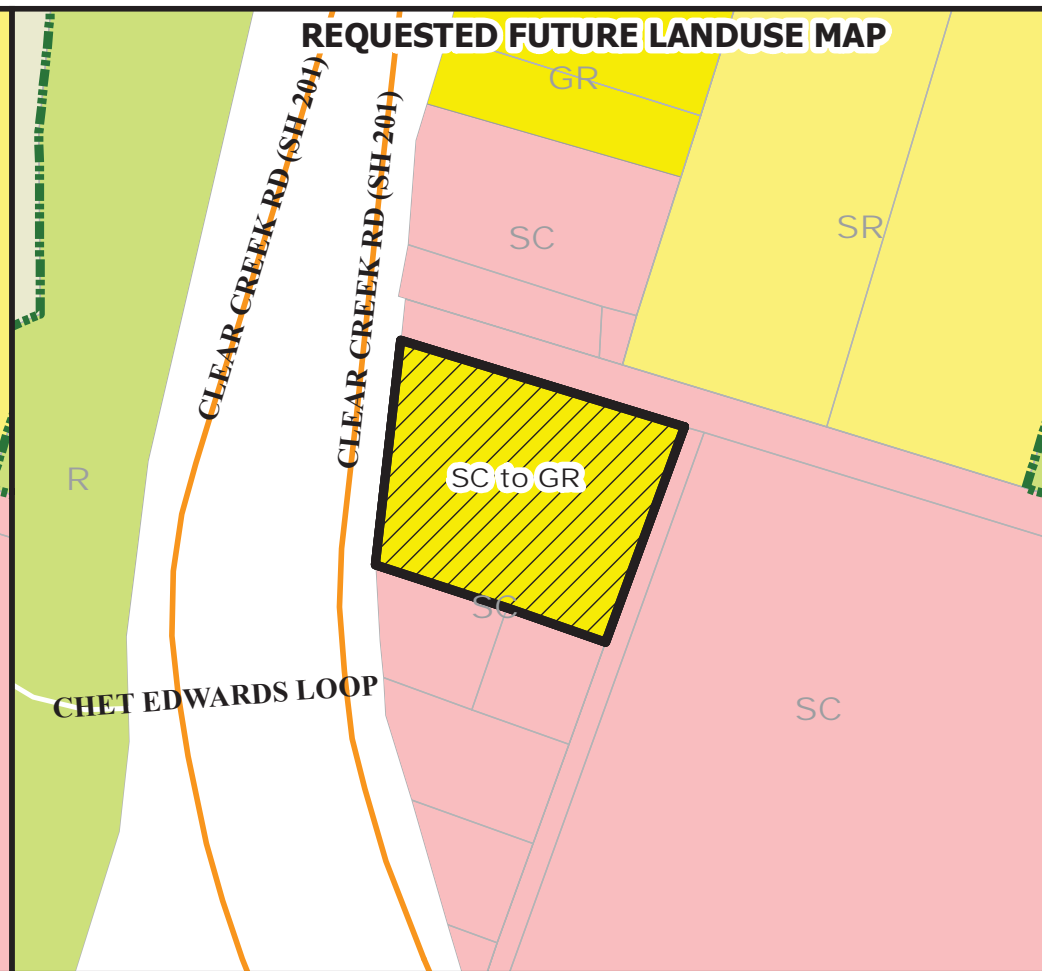 REQUESTED FUTURE LANDUSE MAP
GR
CLEAR CREEK RD (SH 201)
CLEAR CREEK RD (SH 201)
SC
SR
R
SC to GR
SC
CHET EDWARDS LOOP
SC